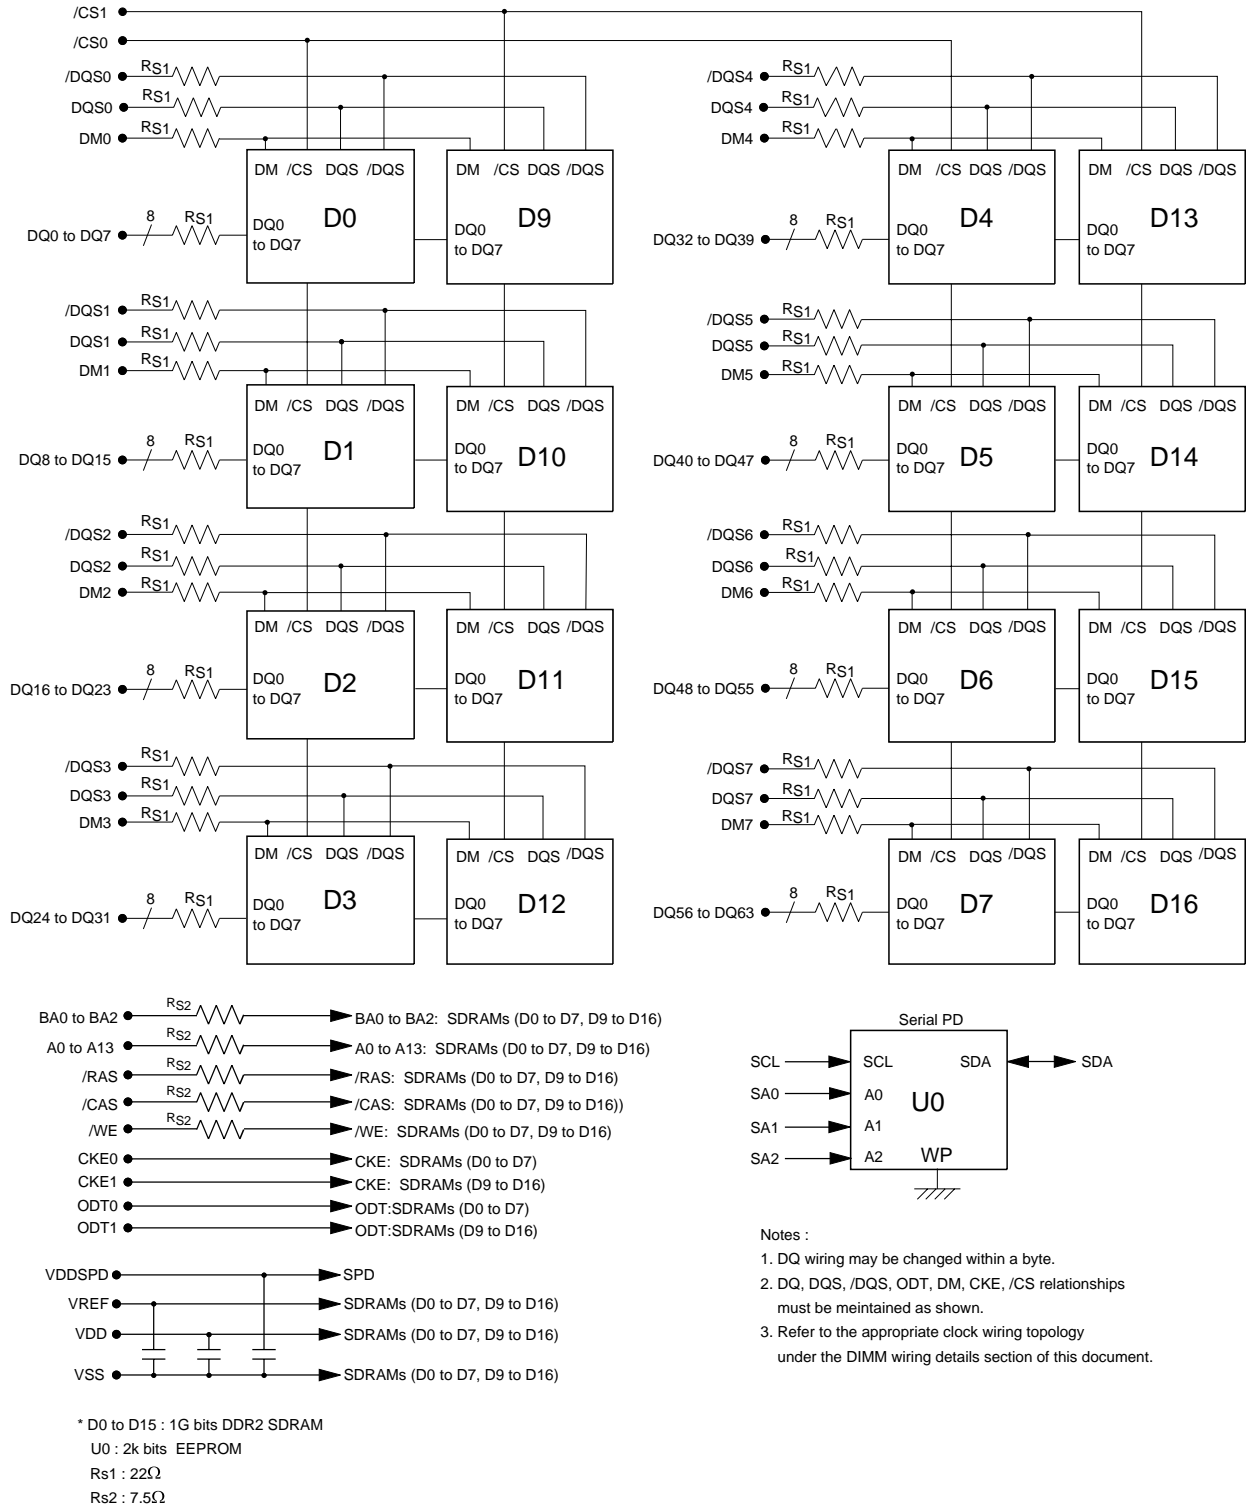 /CS1
/CS0
/DQS0 RS1
DQS0 RS1
DM0 RS1
DM /CS DQS /DQS
D0
DQ0 to DQ7 8 RS1
DQ0
to DQ7
DM /CS DQS /DQS
D9
DQ0
to DQ7
/DQS1 RS1
DQS1 RS1
DM1 RS1
DM /CS DQS /DQS
D1
DQ8 to DQ15 8 RS1
DQ0
to DQ7
DM /CS DQS /DQS
D10
DQ0
to DQ7
/DQS2 RS1
DQS2 RS1
DM2 RS1
DM /CS DQS /DQS
D2
DQ16 to DQ23 8 RS1
DQ0
to DQ7
DM /CS DQS /DQS
D11
DQ0
to DQ7
/DQS3 RS1
DQS3 RS1
DM3 RS1
DM /CS DQS /DQS
D3
DQ24 to DQ31 8 RS1
DQ0
to DQ7
DM /CS DQS /DQS
D12
DQ0
to DQ7
/DQS4 RS1
DQS4 RS1
DM4 RS1
DM /CS DQS /DQS
D4
DQ32 to DQ39 8 RS1
DQ0
to DQ7
DM /CS DQS /DQS
D13
DQ0
to DQ7
/DQS5 RS1
DQS5 RS1
DM5 RS1
DM /CS DQS /DQS
D5
DQ40 to DQ47 8 RS1
DQ0
to DQ7
DM /CS DQS /DQS
D14
DQ0
to DQ7
/DQS6 RS1
DQS6 RS1
DM6 RS1
DM /CS DQS /DQS
D6
DQ48 to DQ55 8 RS1
DQ0
to DQ7
DM /CS DQS /DQS
D15
DQ0
to DQ7
/DQS7 RS1
DQS7 RS1
DM7 RS1
DM /CS DQS /DQS
D7
DQ56 to DQ63 8 RS1
DQ0
to DQ7
DM /CS DQS /DQS
D16
DQ0
to DQ7
BA0 to BA2 RS2 BA0 to BA2: SDRAMs (D0 to D7, D9 to D16)
A0 to A13 RS2 A0 to A13: SDRAMs (D0 to D7, D9 to D16)
/RAS RS2 /RAS: SDRAMs (D0 to D7, D9 to D16)
/CAS RS2 /CAS: SDRAMs (D0 to D7, D9 to D16))
/WE RS2 /WE: SDRAMs (D0 to D7, D9 to D16)
CKE0 CKE: SDRAMs (D0 to D7)
CKE1 CKE: SDRAMs (D9 to D16)
ODT0 ODT:SDRAMs (D0 to D7)
ODT1 ODT:SDRAMs (D9 to D16)
VDDSPD SPD
VREF SDRAMs (D0 to D7, D9 to D16)
VDD SDRAMs (D0 to D7, D9 to D16)
VSS SDRAMs (D0 to D7, D9 to D16)
* D0 to D15 : 1G bits DDR2 SDRAM
U0 : 2k bits EEPROM
Rs1 : 22Ω
Rs2 : 7.5Ω
Serial PD
SCL SCL SDA SDA
SA0 A0 U0
SA1 A1
SA2 A2 WP
Notes :
1. DQ wiring may be changed within a byte.
2. DQ, DQS, /DQS, ODT, DM, CKE, /CS relationships
must be meintained as shown.
3. Refer to the appropriate clock wiring topology
under the DIMM wiring details section of this document.